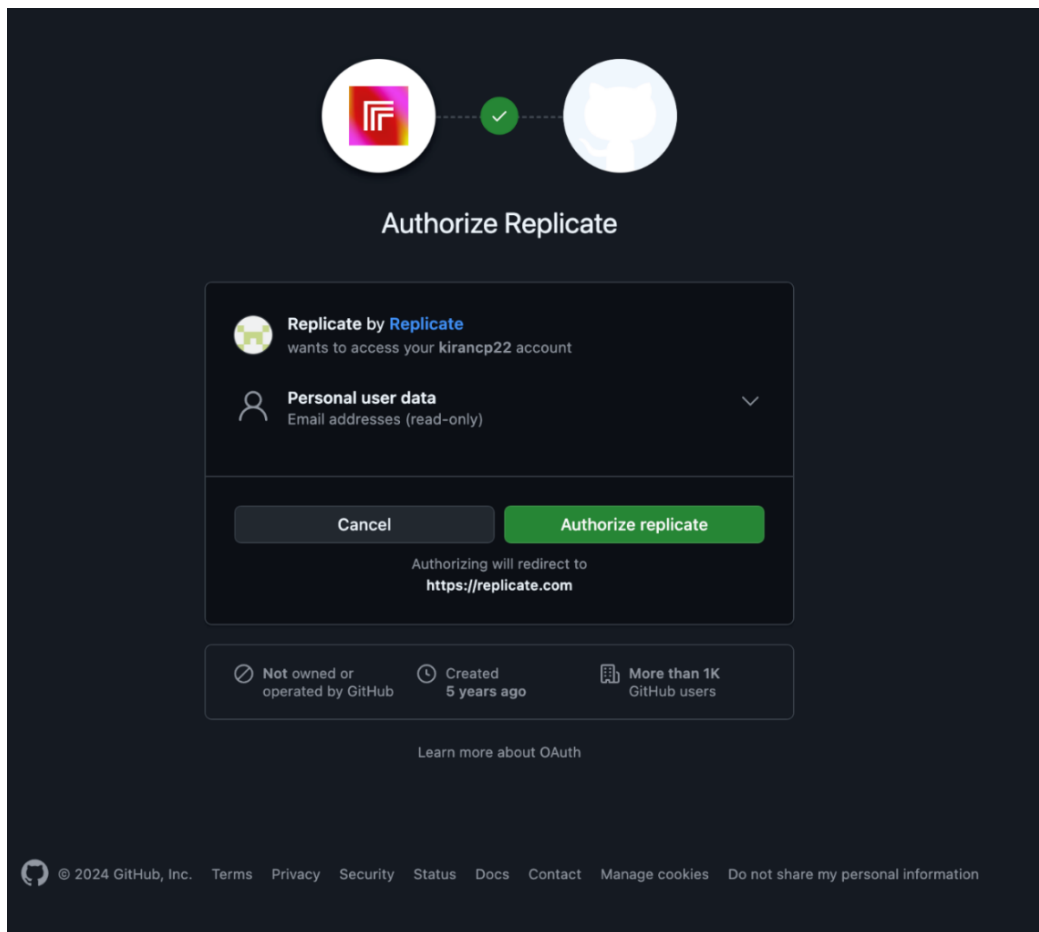 Authorize Replicate
Replicate by Replicate
wants to access your kirancp22 account
Personal user data
Email addresses (read-only)
Cancel
Authorize replicate
Authorizing will redirect to
https://replicate.com
Not owned or
operated by GitHub
Created
5 years ago
More than 1K
GitHub users
Learn more about OAuth
© 2024 GitHub, Inc. Terms Privacy Security Status Docs Contact Manage cookies Do not share my personal information